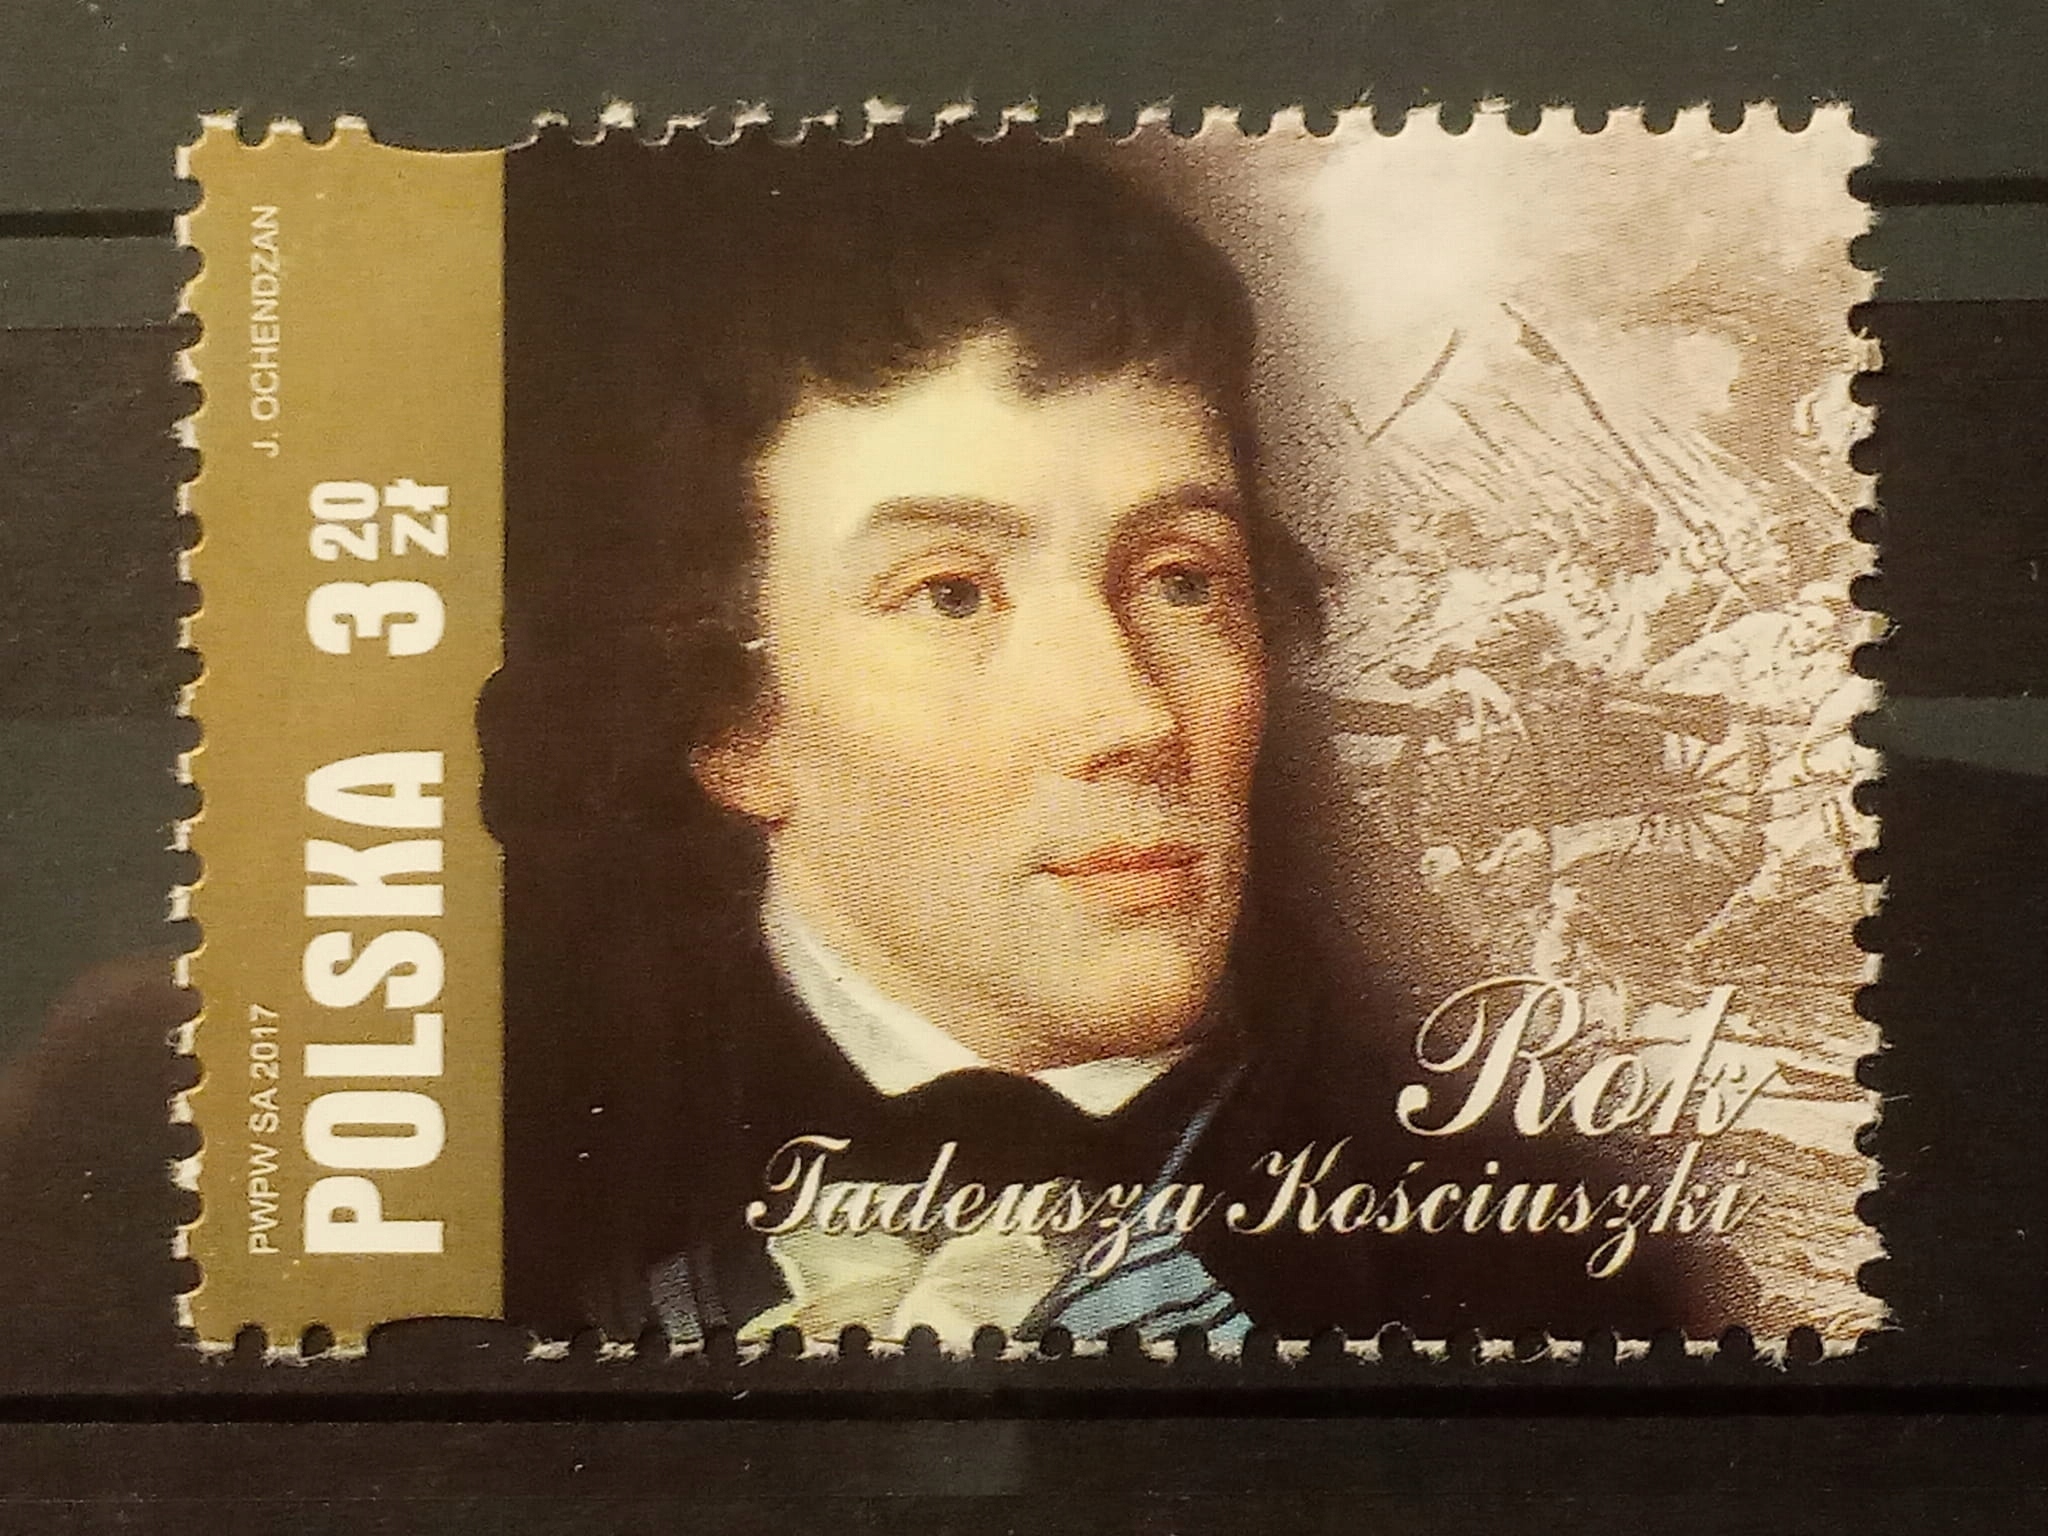 J. OCHENDZAN
PWPW SA 2017
POLSKA 3 20 zł
Rok
Tadeusza Kościuszki